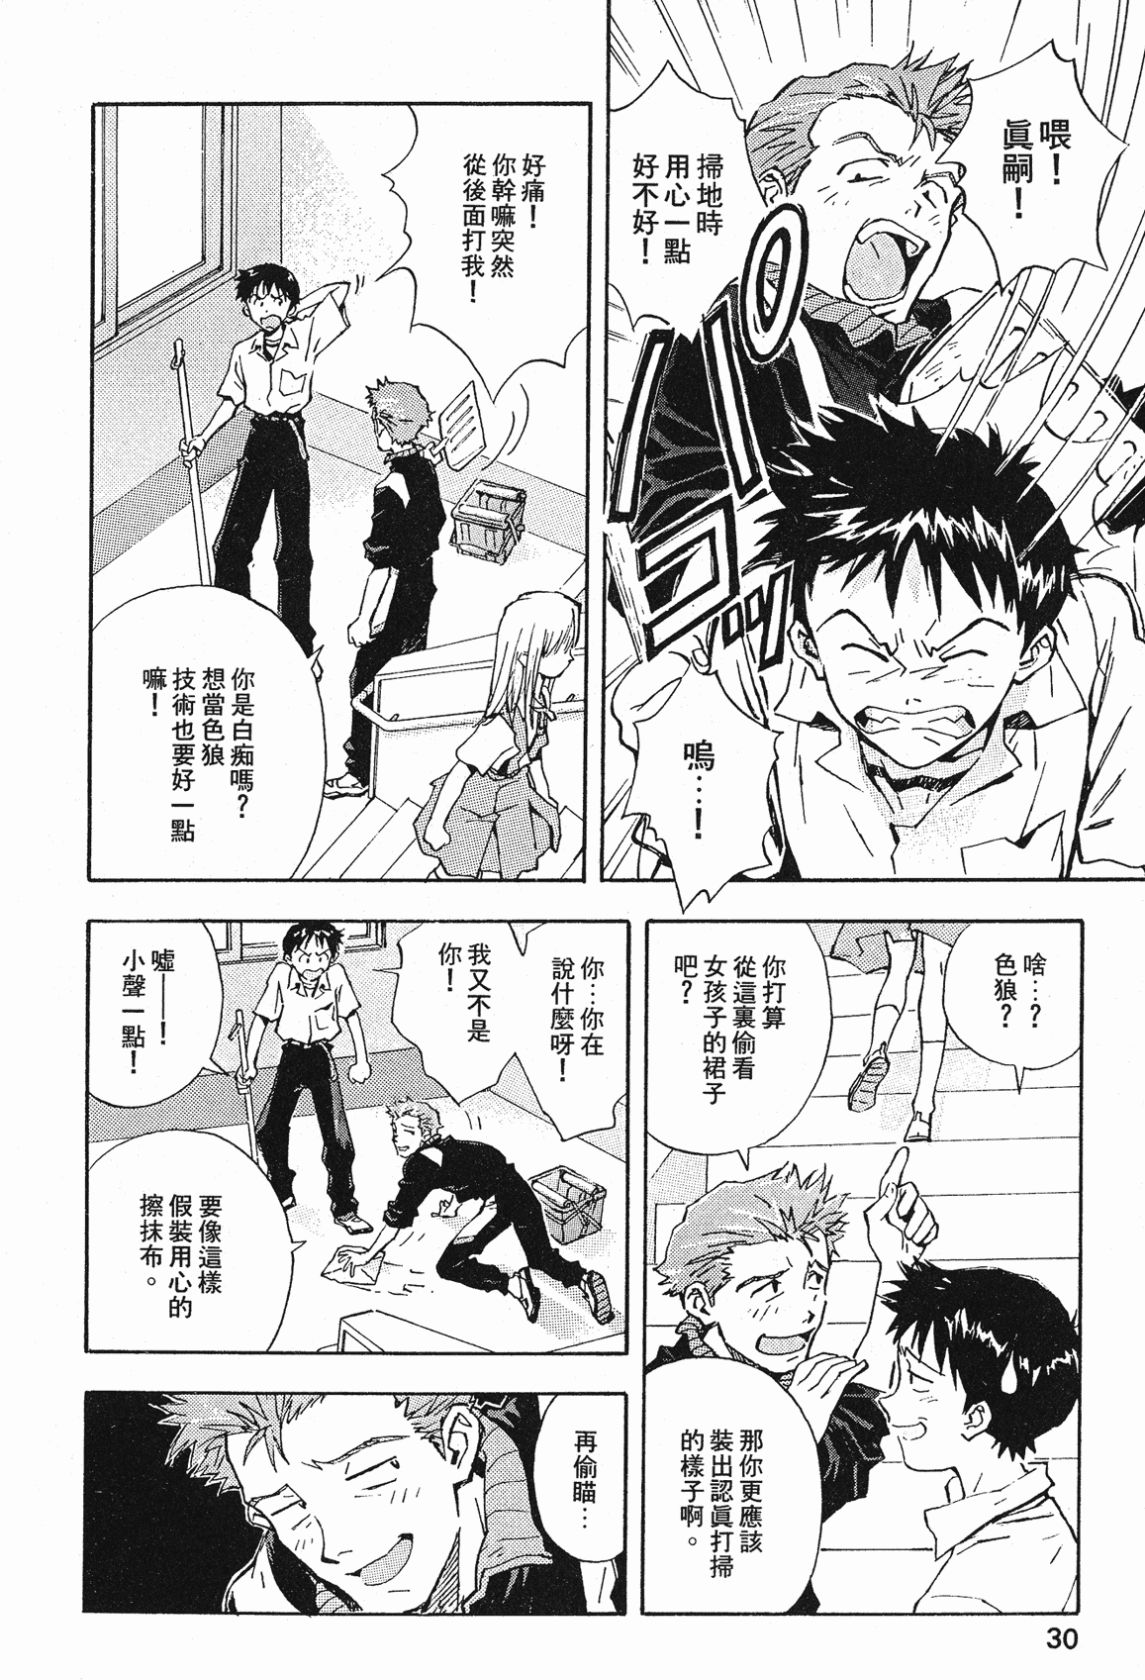 喂！
眞嗣！
掃地時
用心一點
好不好！
嗚…！
好痛！
你幹嘛突然
從後面打我！
你是白痴嗎？
想當色狼
技術也要好一點
嘛！
啥…？
色狼？
你打算
從這裏偷看
女孩子的裙子
吧？
那你更應該
裝出認眞打掃
的樣子啊。
你…你在
說什麼呀！
我又不是
你！
噓——！
小聲一點！
要像這樣
假裝用心的
擦抹布。
再偷瞄…
30